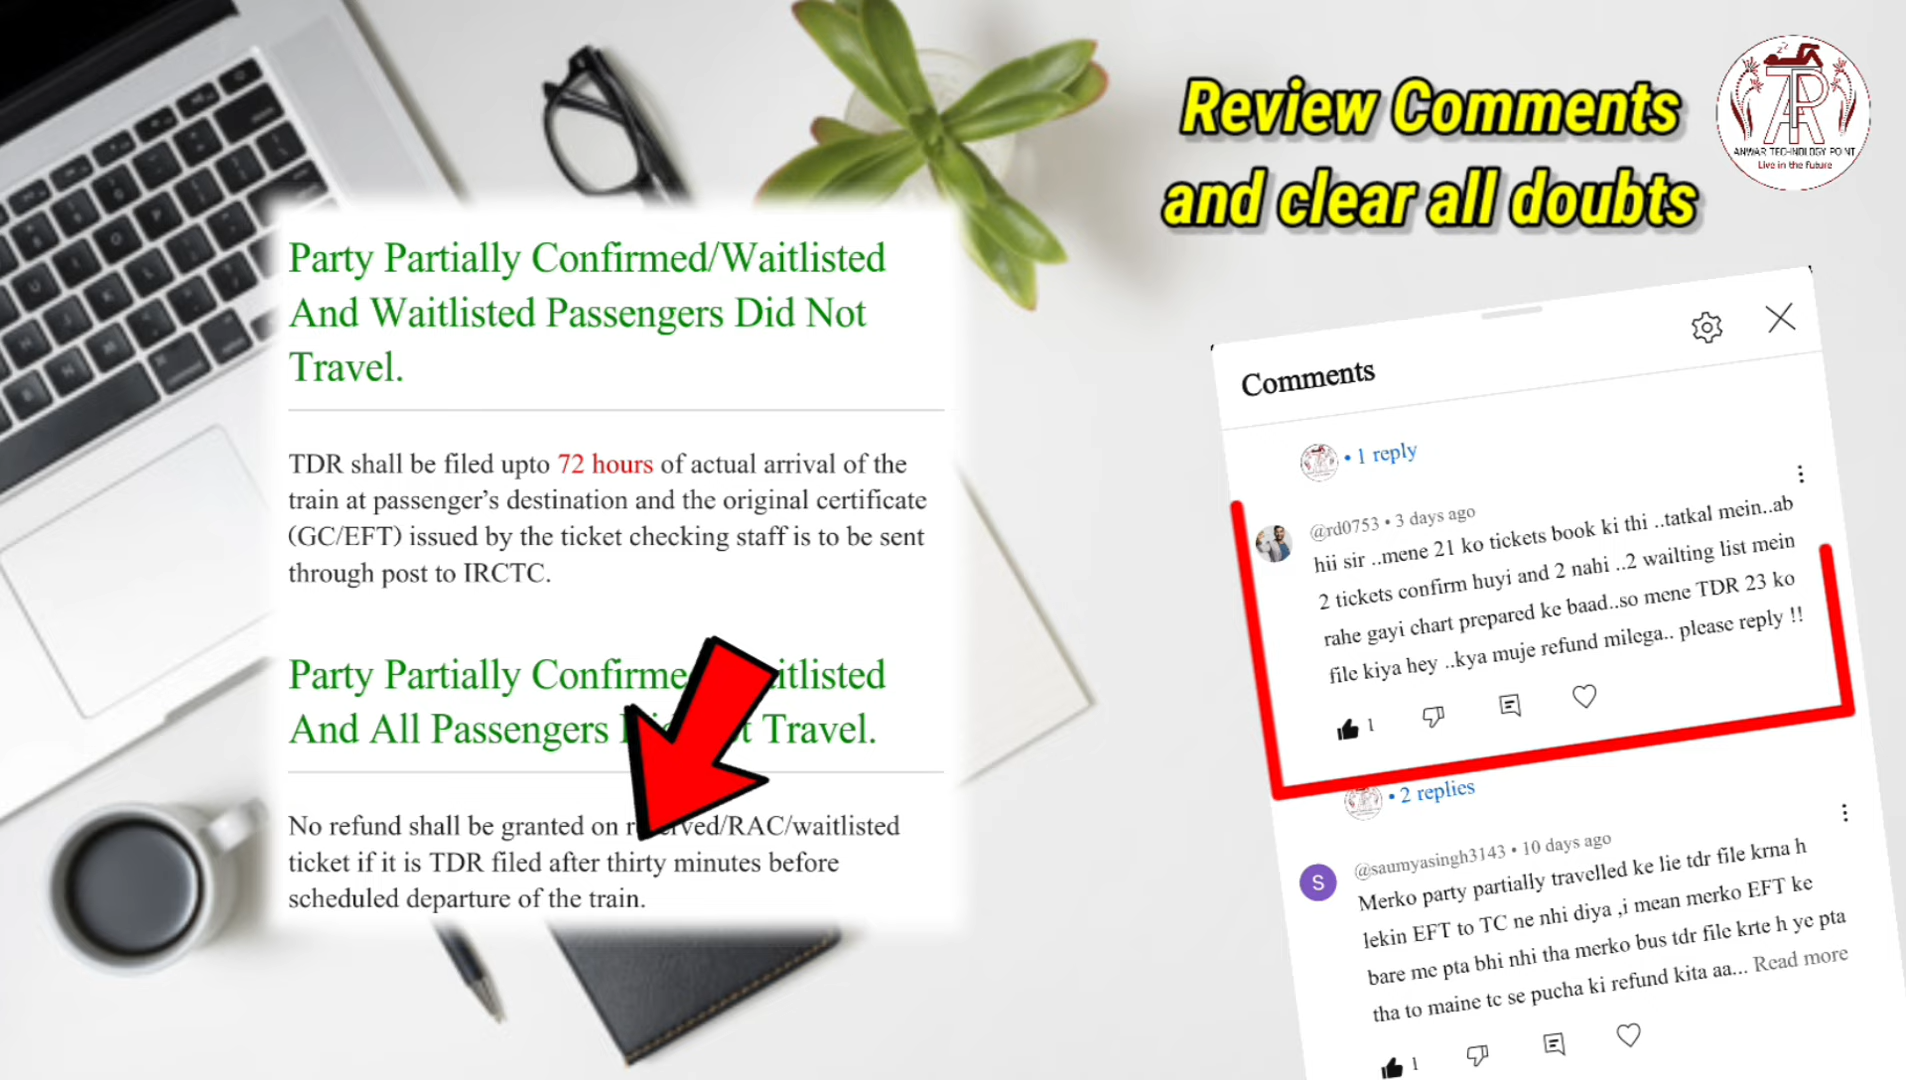 Review Comments
and clear all doubts
ANWAR TECHNOLOGY POINT
Live in the future
Party Partially Confirmed/Waitlisted
And Waitlisted Passengers Did Not
Travel.
TDR shall be filed upto 72 hours of actual arrival of the
train at passenger’s destination and the original certificate
(GC/EFT) issued by the ticket checking staff is to be sent
through post to IRCTC.
Party Partially Confirme itlisted
And All Passengers t Travel.
No refund shall be granted on r rved/RAC/waitlisted
ticket if it is TDR filed after thirty minutes before
scheduled departure of the train.
Comments
• 1 reply
@rd0753 • 3 days ago
hii sir ..mene 21 ko tickets book ki thi ..tatkal mein..ab
2 tickets confirm huyi and 2 nahi ..2 wailting list mein
rahe gayi chart prepared ke baad..so mene TDR 23 ko
file kiya hey ..kya muje refund milega.. please reply !!
1
• 2 replies
S
@saumyasingh3143 • 10 days ago
Merko party partially travelled ke lie tdr file krna h
lekin EFT to TC ne nhi diya ,i mean merko EFT ke
bare me pta bhi nhi tha merko bus tdr file krte h ye pta
tha to maine tc se pucha ki refund kita aa... Read more
1